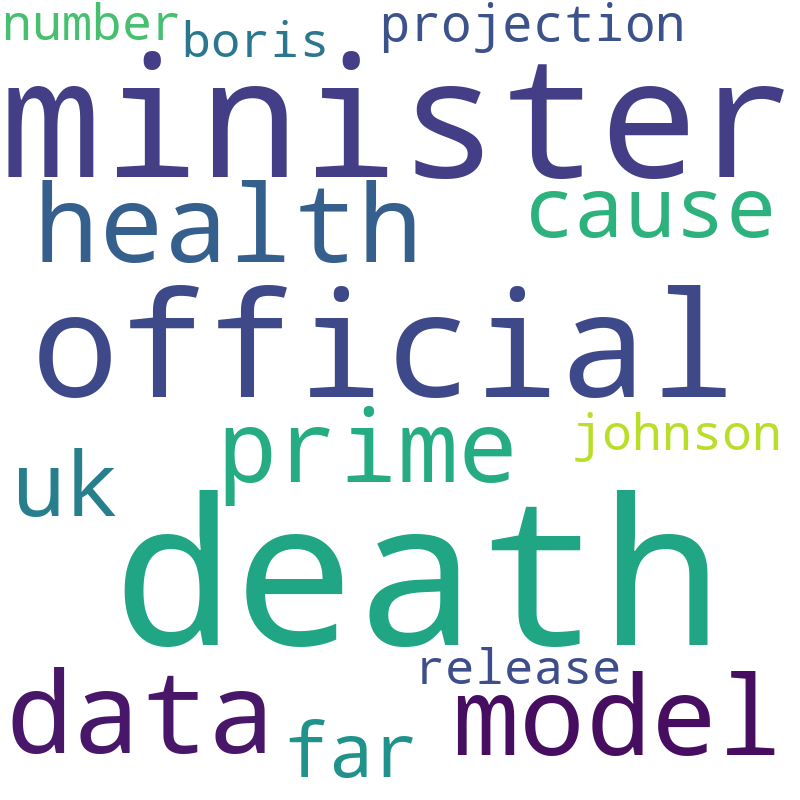 number boris projection
minister
health cause
official
prime johnson
uk
death
release
data far model